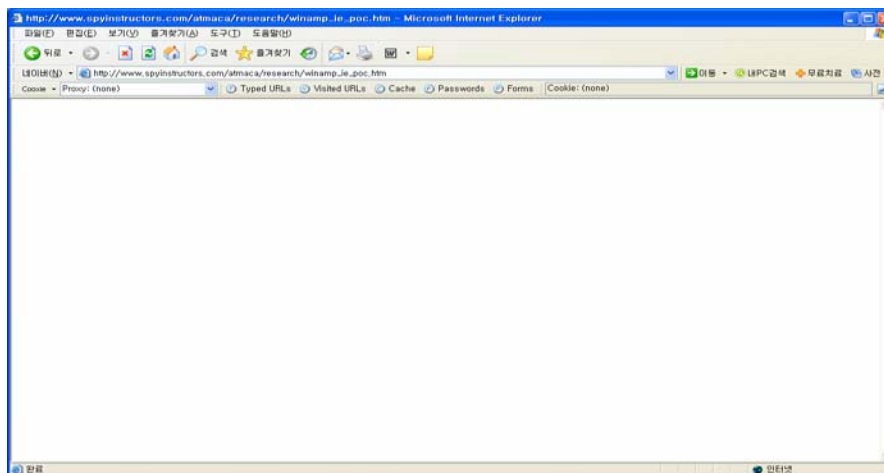 http://www.spyinstructors.com/atmaca/research/winamp_ie_poc.htm - Microsoft Internet Explorer
파일(F) 편집(E) 보기(V) 즐겨찾기(A) 도구(T) 도움말(H)
뒤로 검색 즐겨찾기
네이버(N) http://www.spyinstructors.com/atmaca/research/winamp_ie_poc.htm 이동 내PC검색 무료치료 사전
Cookie Proxy: (none) Typed URLs Visited URLs Cache Passwords Forms Cookie: (none)
완료 인터넷